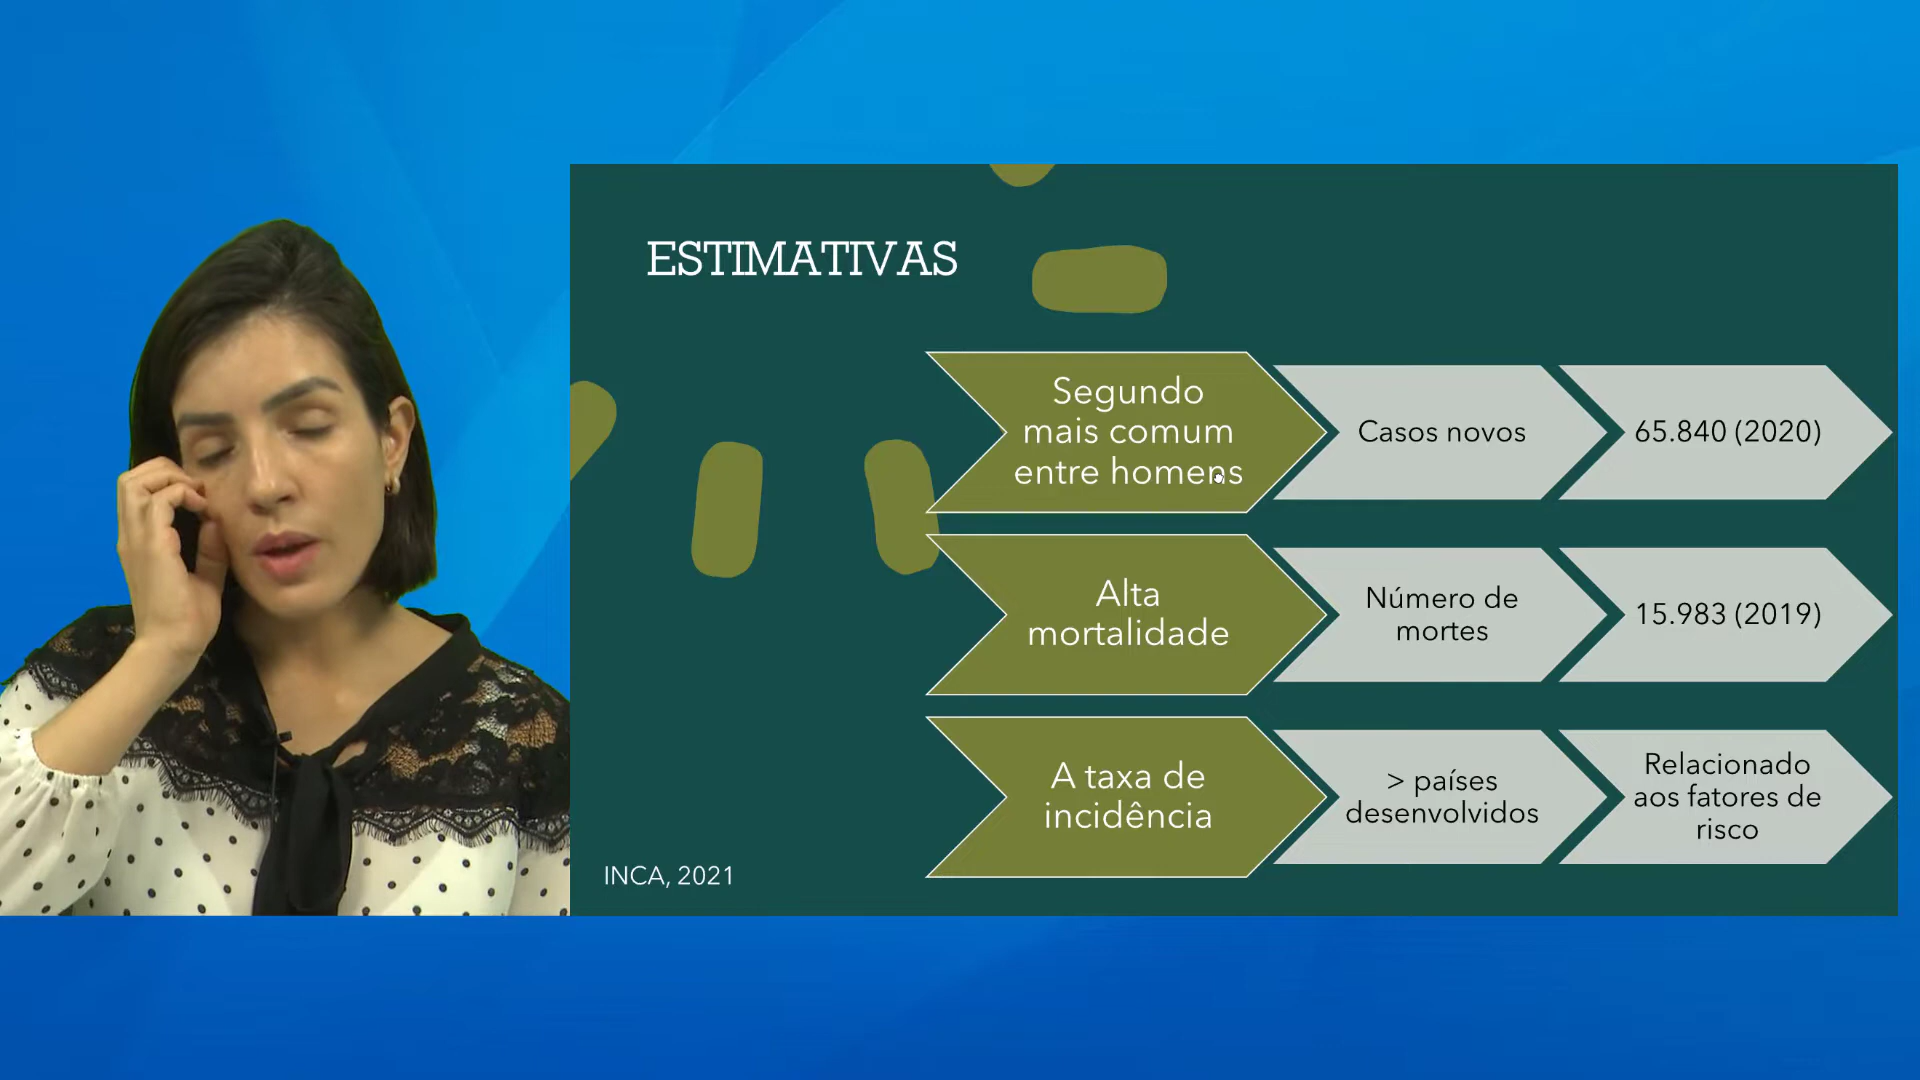 ESTIMATIVAS
Segundo
mais comum
entre homens
Casos novos
65.840 (2020)
Alta
mortalidade
Número de
mortes
15.983 (2019)
A taxa de
incidência
> países
desenvolvidos
Relacionado
aos fatores de
risco
INCA, 2021